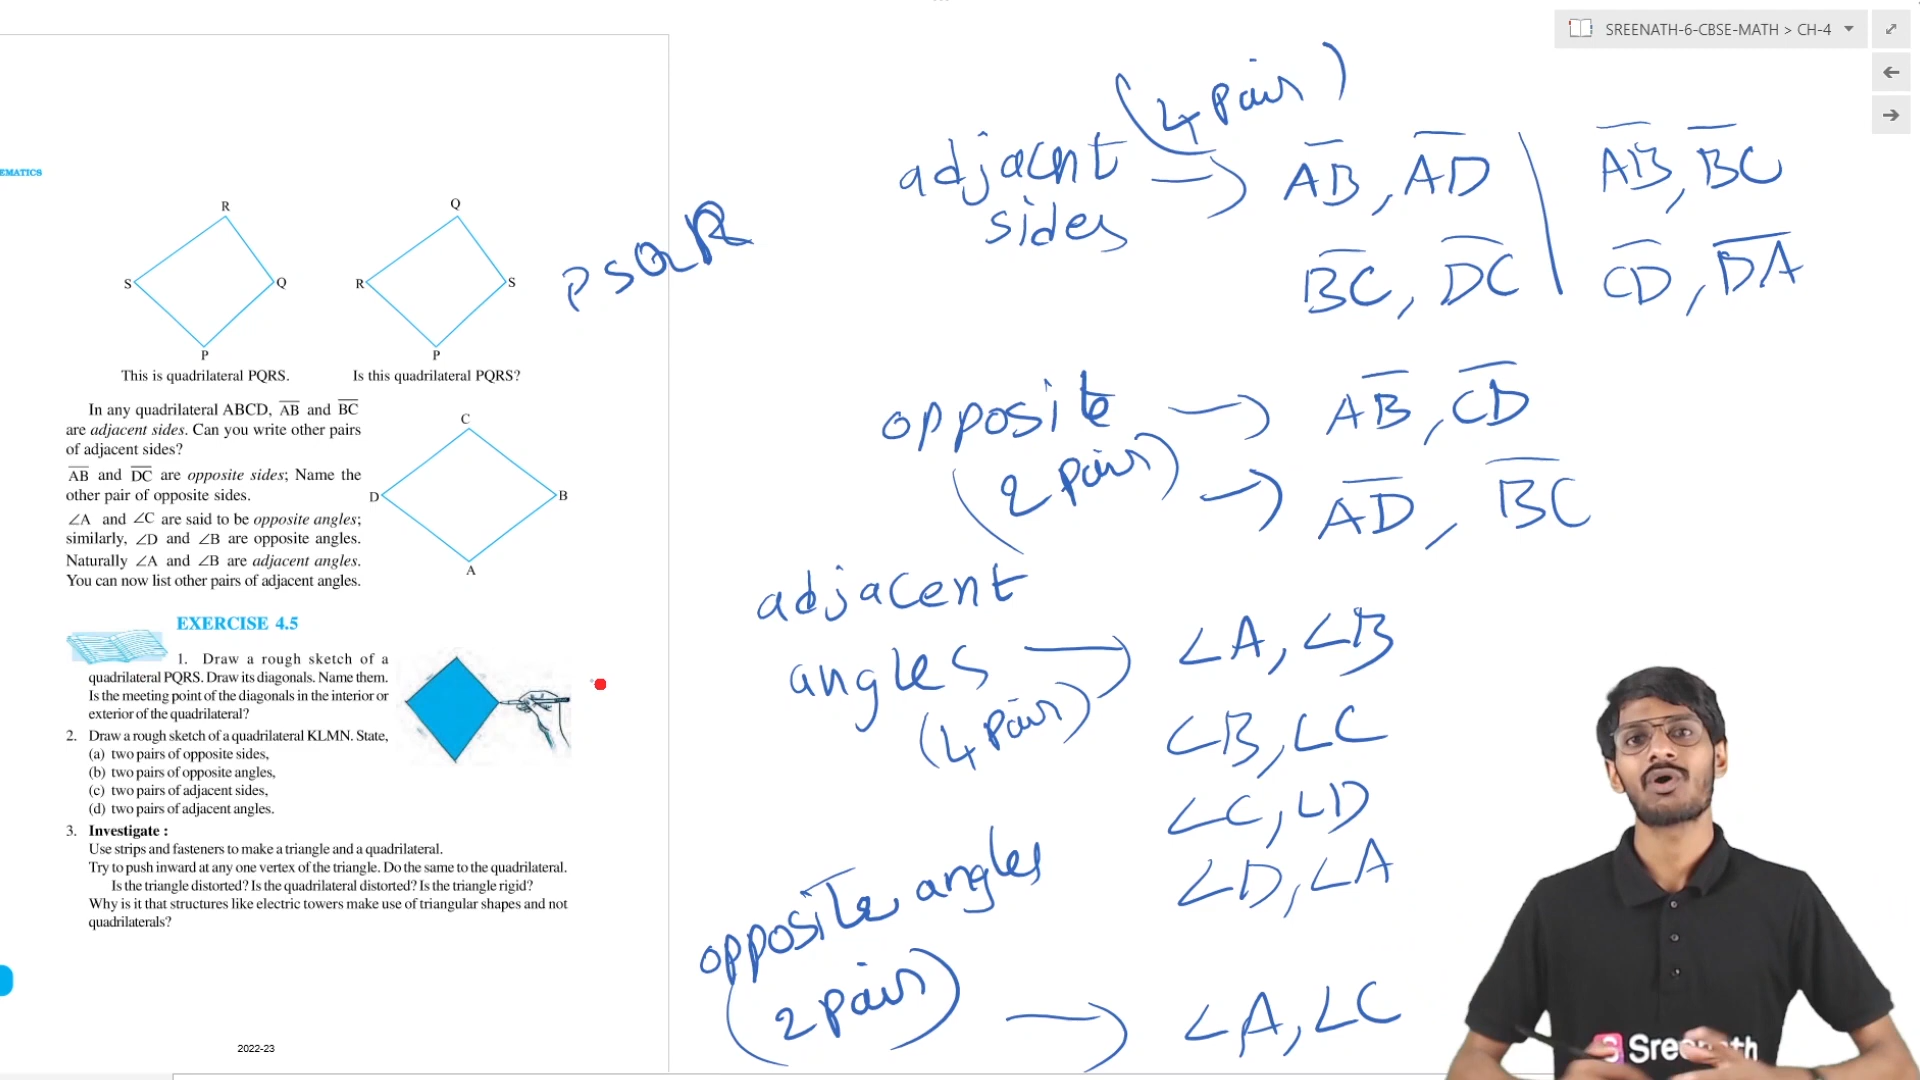 SREENATH-6-CBSE-MATH > CH-4
EMATICS
R
S
Q
P
This is quadrilateral PQRS.
Q
R
S
P
Is this quadrilateral PQRS?
PSQR
In any quadrilateral ABCD, AB and BC
are adjacent sides. Can you write other pairs
of adjacent sides?
AB and DC are opposite sides; Name the
other pair of opposite sides.
∠A and ∠C are said to be opposite angles;
similarly, ∠D and ∠B are opposite angles.
Naturally ∠A and ∠B are adjacent angles.
You can now list other pairs of adjacent angles.
C
D
B
A
EXERCISE 4.5
1. Draw a rough sketch of a
quadrilateral PQRS. Draw its diagonals. Name them.
Is the meeting point of the diagonals in the interior or
exterior of the quadrilateral?
2. Draw a rough sketch of a quadrilateral KLMN. State,
(a) two pairs of opposite sides,
(b) two pairs of opposite angles,
(c) two pairs of adjacent sides,
(d) two pairs of adjacent angles.
3. Investigate :
Use strips and fasteners to make a triangle and a quadrilateral.
Try to push inward at any one vertex of the triangle. Do the same to the quadrilateral.
Is the triangle distorted? Is the quadrilateral distorted? Is the triangle rigid?
Why is it that structures like electric towers make use of triangular shapes and not
quadrilaterals?
2022-23
(4 pair)
adjacnt → AB, AD | AB, BC
sides
BC, DC | CD, DA
opposite → AB, CD
(2 pair) → AD, BC
adjacent
angles → ∠A, ∠B
(4 pair) ∠B, ∠C
∠C, ∠D
∠D, ∠A
opposite angles
(2 pair) → ∠A, ∠C